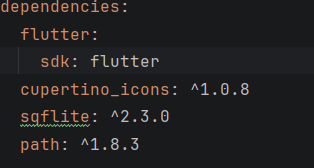 dependencies:
  flutter:
    sdk: flutter
  cupertino_icons: ^1.0.8
  sqflite: ^2.3.0
  path: ^1.8.3